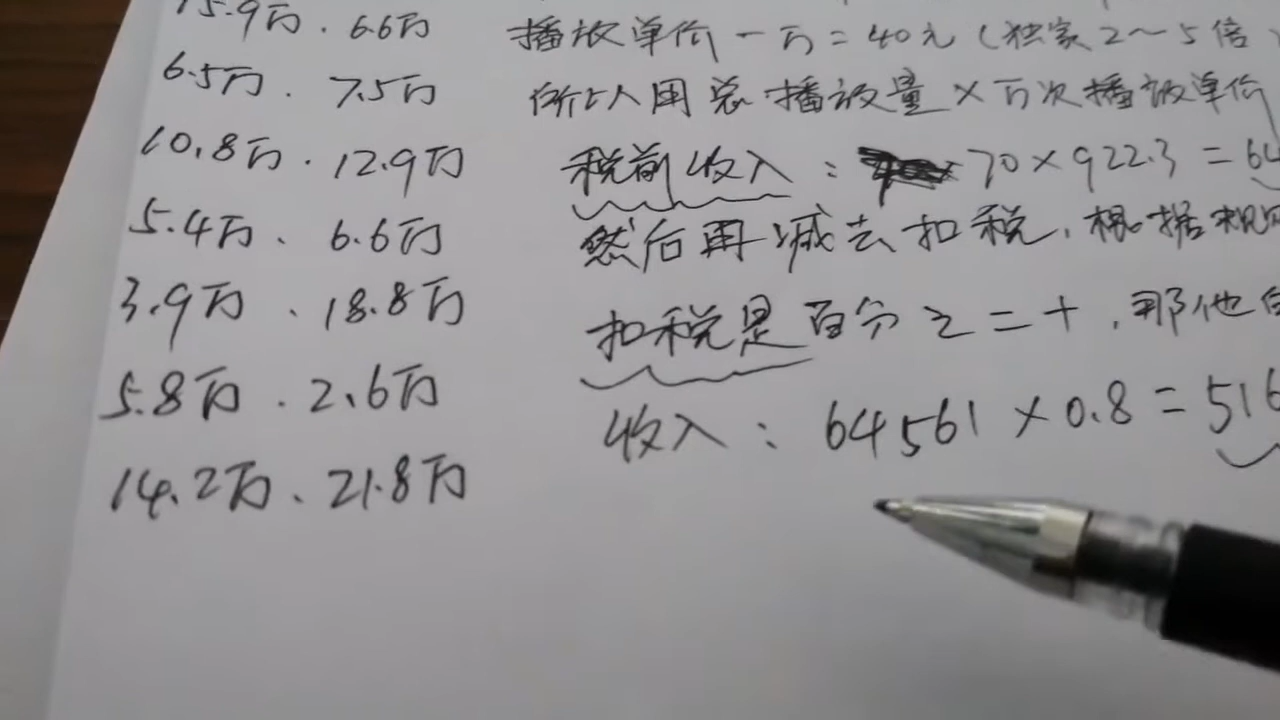 15.9万. 6.6万
6.5万. 7.5万
10.8万. 12.9万
5.4万、6.6万
3.9万、18.8万
5.8万. 2.6万
14.2万、21.8万
播放单价一万=40元(独家2~5倍)
所以人用总播放量×万次播放单价
税前收入: 70×922.3=64
然后再减去扣税,根据规
扣税是百分之二十,那他
收入:64561×0.8=516